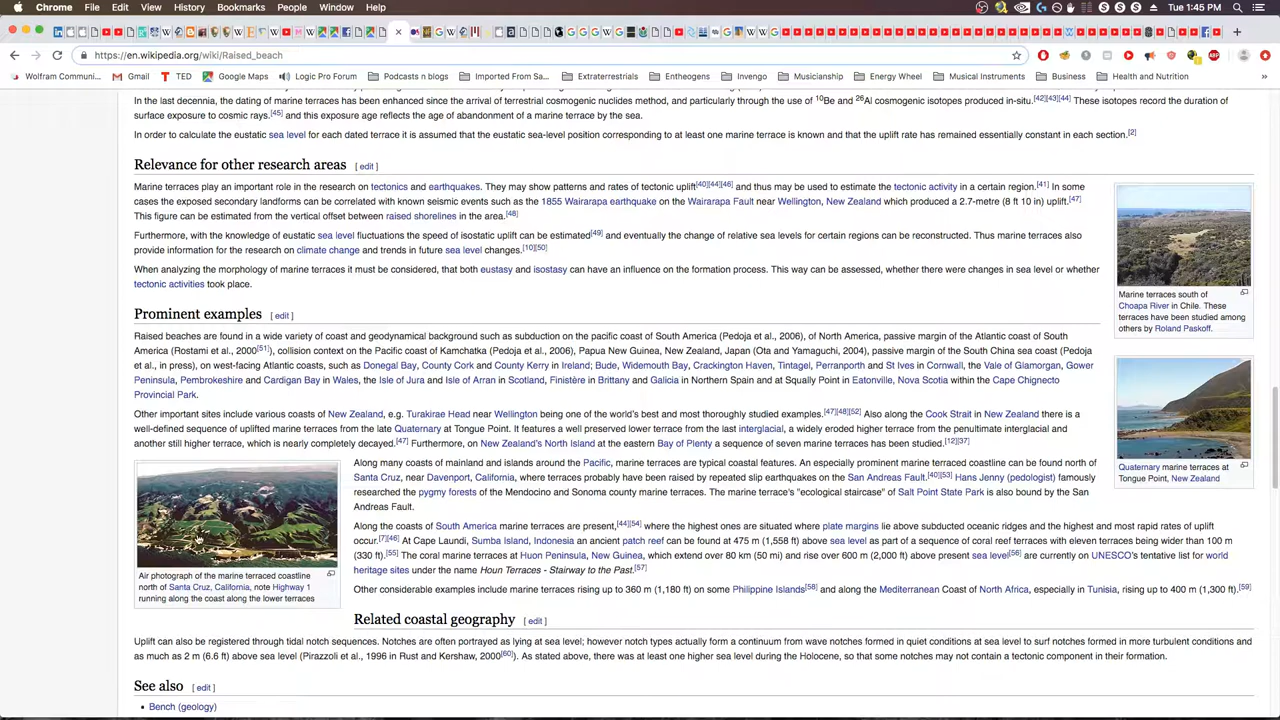 Chrome File Edit View History Bookmarks People Window Help
Tue 1:45 PM
https://en.wikipedia.org/wiki/Raised_beach
Wolfram Communi... Gmail TED Google Maps Logic Pro Forum Podcasts n blogs Imported From Sa... Extraterrestrials Entheogens Invengo Musicianship Energy Wheel Musical Instruments Business Health and Nutrition »
In the last decennia, the dating of marine terraces has been enhanced since the arrival of terrestrial cosmogenic nuclides method, and particularly through the use of 10Be and 26Al cosmogenic isotopes produced in-situ.[42][43][44] These isotopes record the duration of
surface exposure to cosmic rays.[45] and this exposure age reflects the age of abandonment of a marine terrace by the sea.
In order to calculate the eustatic sea level for each dated terrace it is assumed that the eustatic sea-level position corresponding to at least one marine terrace is known and that the uplift rate has remained essentially constant in each section.[2]
Relevance for other research areas [ edit ]
Marine terraces play an important role in the research on tectonics and earthquakes. They may show patterns and rates of tectonic uplift[40][44][46] and thus may be used to estimate the tectonic activity in a certain region.[41] In some
cases the exposed secondary landforms can be correlated with known seismic events such as the 1855 Wairarapa earthquake on the Wairarapa Fault near Wellington, New Zealand which produced a 2.7-metre (8 ft 10 in) uplift.[47]
This figure can be estimated from the vertical offset between raised shorelines in the area.[48]
Furthermore, with the knowledge of eustatic sea level fluctuations the speed of isostatic uplift can be estimated[49] and eventually the change of relative sea levels for certain regions can be reconstructed. Thus marine terraces also
provide information for the research on climate change and trends in future sea level changes.[10][50]
When analyzing the morphology of marine terraces it must be considered, that both eustasy and isostasy can have an influence on the formation process. This way can be assessed, whether there were changes in sea level or whether
tectonic activities took place.
Marine terraces south of
Choapa River in Chile. These
terraces have been studied among
others by Roland Paskoff.
Prominent examples [ edit ]
Raised beaches are found in a wide variety of coast and geodynamical background such as subduction on the pacific coast of South America (Pedoja et al., 2006), of North America, passive margin of the Atlantic coast of South
America (Rostami et al., 2000[51]), collision context on the Pacific coast of Kamchatka (Pedoja et al., 2006), Papua New Guinea, New Zealand, Japan (Ota and Yamaguchi, 2004), passive margin of the South China sea coast (Pedoja
et al., in press), on west-facing Atlantic coasts, such as Donegal Bay, County Cork and County Kerry in Ireland; Bude, Widemouth Bay, Crackington Haven, Tintagel, Perranporth and St Ives in Cornwall, the Vale of Glamorgan, Gower
Peninsula, Pembrokeshire and Cardigan Bay in Wales, the Isle of Jura and Isle of Arran in Scotland, Finistère in Brittany and Galicia in Northern Spain and at Squally Point in Eatonville, Nova Scotia within the Cape Chignecto
Provincial Park.
Other important sites include various coasts of New Zealand, e.g. Turakirae Head near Wellington being one of the world's best and most thoroughly studied examples.[47][48][52] Also along the Cook Strait in New Zealand there is a
well-defined sequence of uplifted marine terraces from the late Quaternary at Tongue Point. It features a well preserved lower terrace from the last interglacial, a widely eroded higher terrace from the penultimate interglacial and
another still higher terrace, which is nearly completely decayed.[47] Furthermore, on New Zealand's North Island at the eastern Bay of Plenty a sequence of seven marine terraces has been studied.[12][37]
Quaternary marine terraces at
Tongue Point, New Zealand
Along many coasts of mainland and islands around the Pacific, marine terraces are typical coastal features. An especially prominent marine terraced coastline can be found north of
Santa Cruz, near Davenport, California, where terraces probably have been raised by repeated slip earthquakes on the San Andreas Fault.[40][53] Hans Jenny (pedologist) famously
researched the pygmy forests of the Mendocino and Sonoma county marine terraces. The marine terrace's "ecological staircase" of Salt Point State Park is also bound by the San
Andreas Fault.
Along the coasts of South America marine terraces are present,[44][54] where the highest ones are situated where plate margins lie above subducted oceanic ridges and the highest and most rapid rates of uplift
occur.[7][46] At Cape Laundi, Sumba Island, Indonesia an ancient patch reef can be found at 475 m (1,558 ft) above sea level as part of a sequence of coral reef terraces with eleven terraces being wider than 100 m
(330 ft).[55] The coral marine terraces at Huon Peninsula, New Guinea, which extend over 80 km (50 mi) and rise over 600 m (2,000 ft) above present sea level[56] are currently on UNESCO's tentative list for world
heritage sites under the name Houn Terraces - Stairway to the Past.[57]
Other considerable examples include marine terraces rising up to 360 m (1,180 ft) on some Philippine Islands[58] and along the Mediterranean Coast of North Africa, especially in Tunisia, rising up to 400 m (1,300 ft).[59]
Air photograph of the marine terraced coastline
north of Santa Cruz, California, note Highway 1
running along the coast along the lower terraces
Related coastal geography [ edit ]
Uplift can also be registered through tidal notch sequences. Notches are often portrayed as lying at sea level; however notch types actually form a continuum from wave notches formed in quiet conditions at sea level to surf notches formed in more turbulent conditions and
as much as 2 m (6.6 ft) above sea level (Pirazzoli et al., 1996 in Rust and Kershaw, 2000[60]). As stated above, there was at least one higher sea level during the Holocene, so that some notches may not contain a tectonic component in their formation.
See also [ edit ]
• Bench (geology)